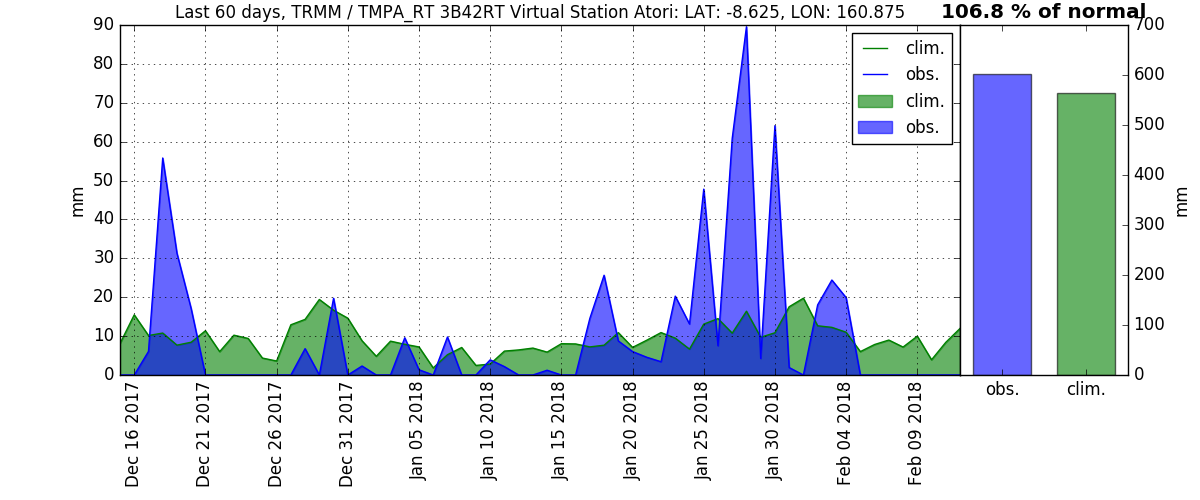 Last 60 days, TRMM / TMPA_RT 3B42RT Virtual Station Atori: LAT: -8.625, LON: 160.875
106.8 % of normal
90
80
70
60
50
40
30
20
10
0
mm
clim.
obs.
clim.
obs.
Dec 16 2017
Dec 21 2017
Dec 26 2017
Dec 31 2017
Jan 05 2018
Jan 10 2018
Jan 15 2018
Jan 20 2018
Jan 25 2018
Jan 30 2018
Feb 04 2018
Feb 09 2018
700
600
500
400
300
200
100
0
mm
obs.
clim.